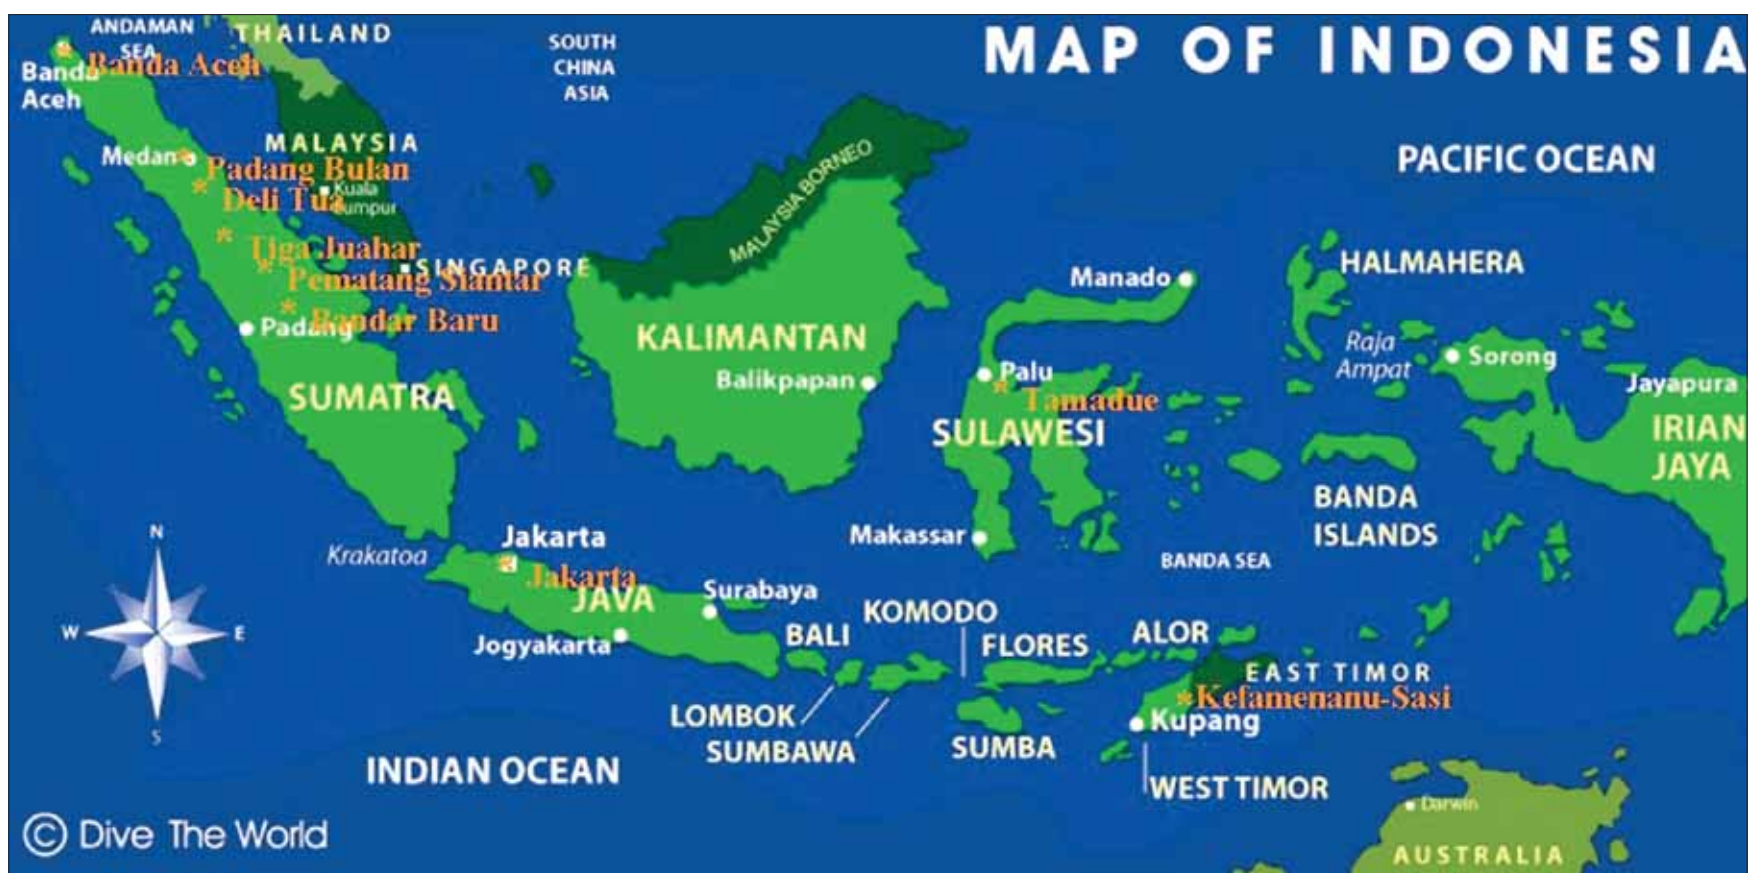 ANDAMAN
SEA
THAILAND
SOUTH
CHINA
ASIA
MAP OF INDONESIA
Banda
Aceh
Banda Aceh
MALAYSIA
Medan
Padang Bulan
Kuala
Lumpur
Deli Tua
MALAYSIA BORNEO
PACIFIC OCEAN
Tiga Juahar
SINGAPORE
Pematang Siantar
Manado
HALMAHERA
Padang
Bandar Baru
KALIMANTAN
Raja
Ampat
Sorong
Balikpapan
Palu
Tamadue
Jayapura
SUMATRA
SULAWESI
IRIAN
JAYA
BANDA
ISLANDS
N
W
E
S
Krakatoa
Jakarta
Jakarta
JAVA
Makassar
BANDA SEA
Surabaya
Jogyakarta
BALI
KOMODO
FLORES
ALOR
EAST TIMOR
Kefamenanu-Sasi
LOMBOK
SUMBAWA
SUMBA
Kupang
WEST TIMOR
INDIAN OCEAN
Darwin
AUSTRALIA
© Dive The World